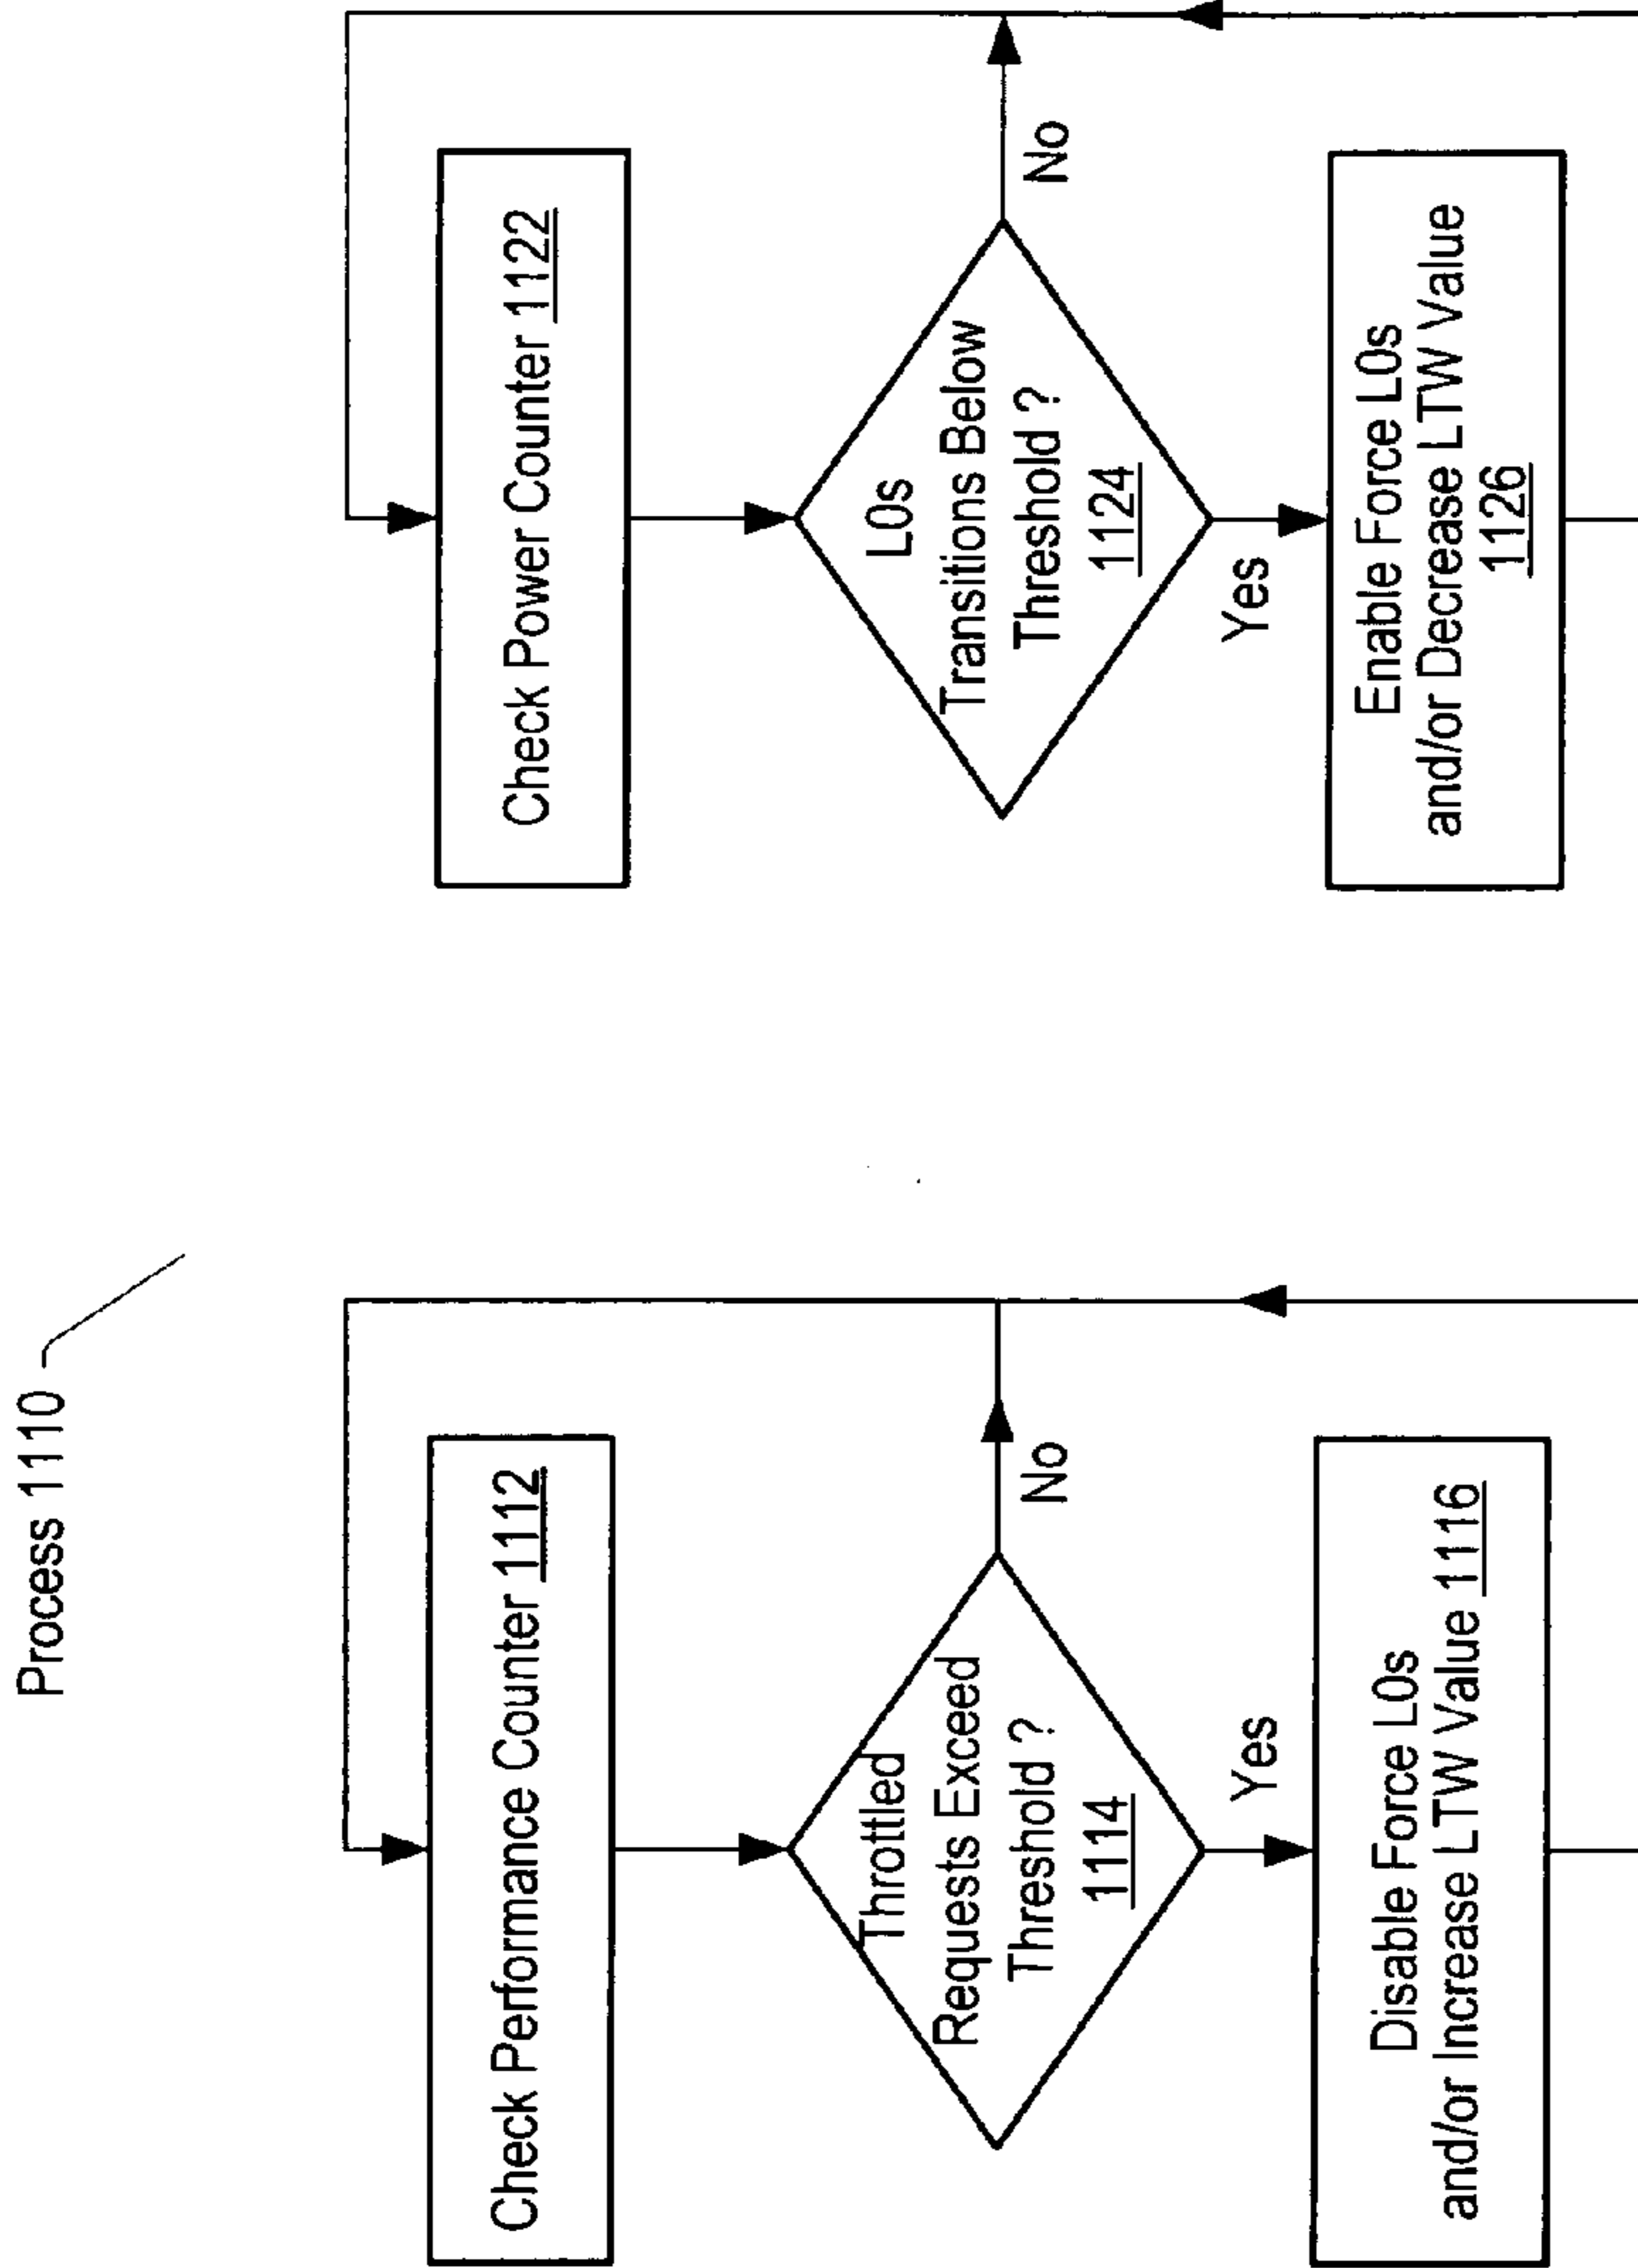 Process 1110
Check Performance Counter 1112
Throttled
Requests Exceed
Threshold ?
1114
No
Yes
Disable Force L0s
and/or Increase LTW Value 1116
Check Power Counter 1122
L0s
Transitions Below
Threshold ?
1124
No
Yes
Enable Force L0s
and/or Decrease LTW Value
1126